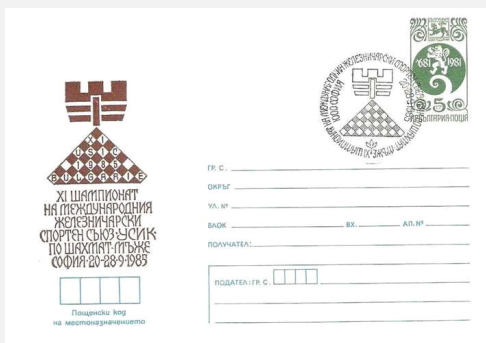 XI
USIC
1985
BULGARIE
XI ШАМПИОНАТ
НА МЕЖДУНАРОДНИЯ
ЖЕЛЕЗНИЧАРСКИ
СПОРТЕН СЪЮЗ·УСИК·
ПО ШАХМАТ·МЪЖЕ
СОФИЯ·20-28·9·1985
Пощенски код
на местоназначението
681 1981
5
БЪЛГАРИЯ·ПОЩА
ГР. С.
ОКРЪГ
УЛ. №
БЛОК ВХ. АП. №
ПОЛУЧАТЕЛ:
ПОДАТЕЛ: ГР. С.